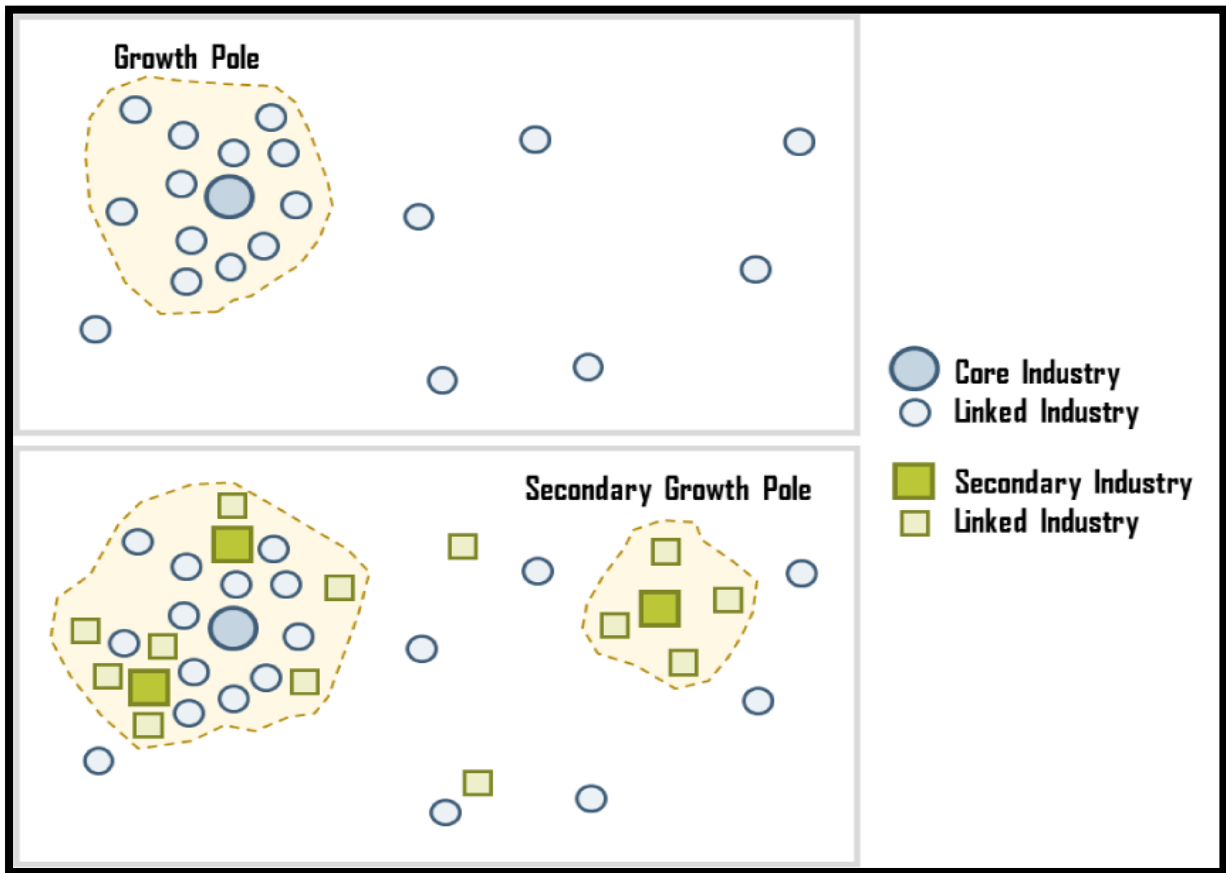 Growth Pole
Core Industry
Linked Industry
Secondary Growth Pole
Secondary Industry
Linked Industry